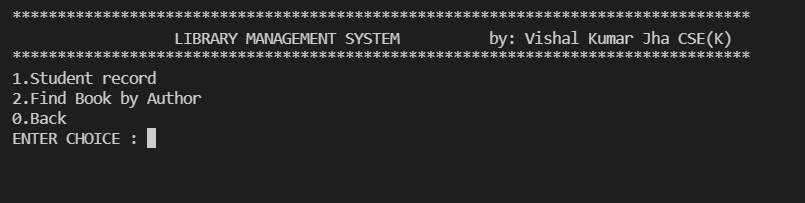 **********************************************************************************
LIBRARY MANAGEMENT SYSTEM by: Vishal Kumar Jha CSE(K)
**********************************************************************************
1.Student record
2.Find Book by Author
0.Back
ENTER CHOICE :